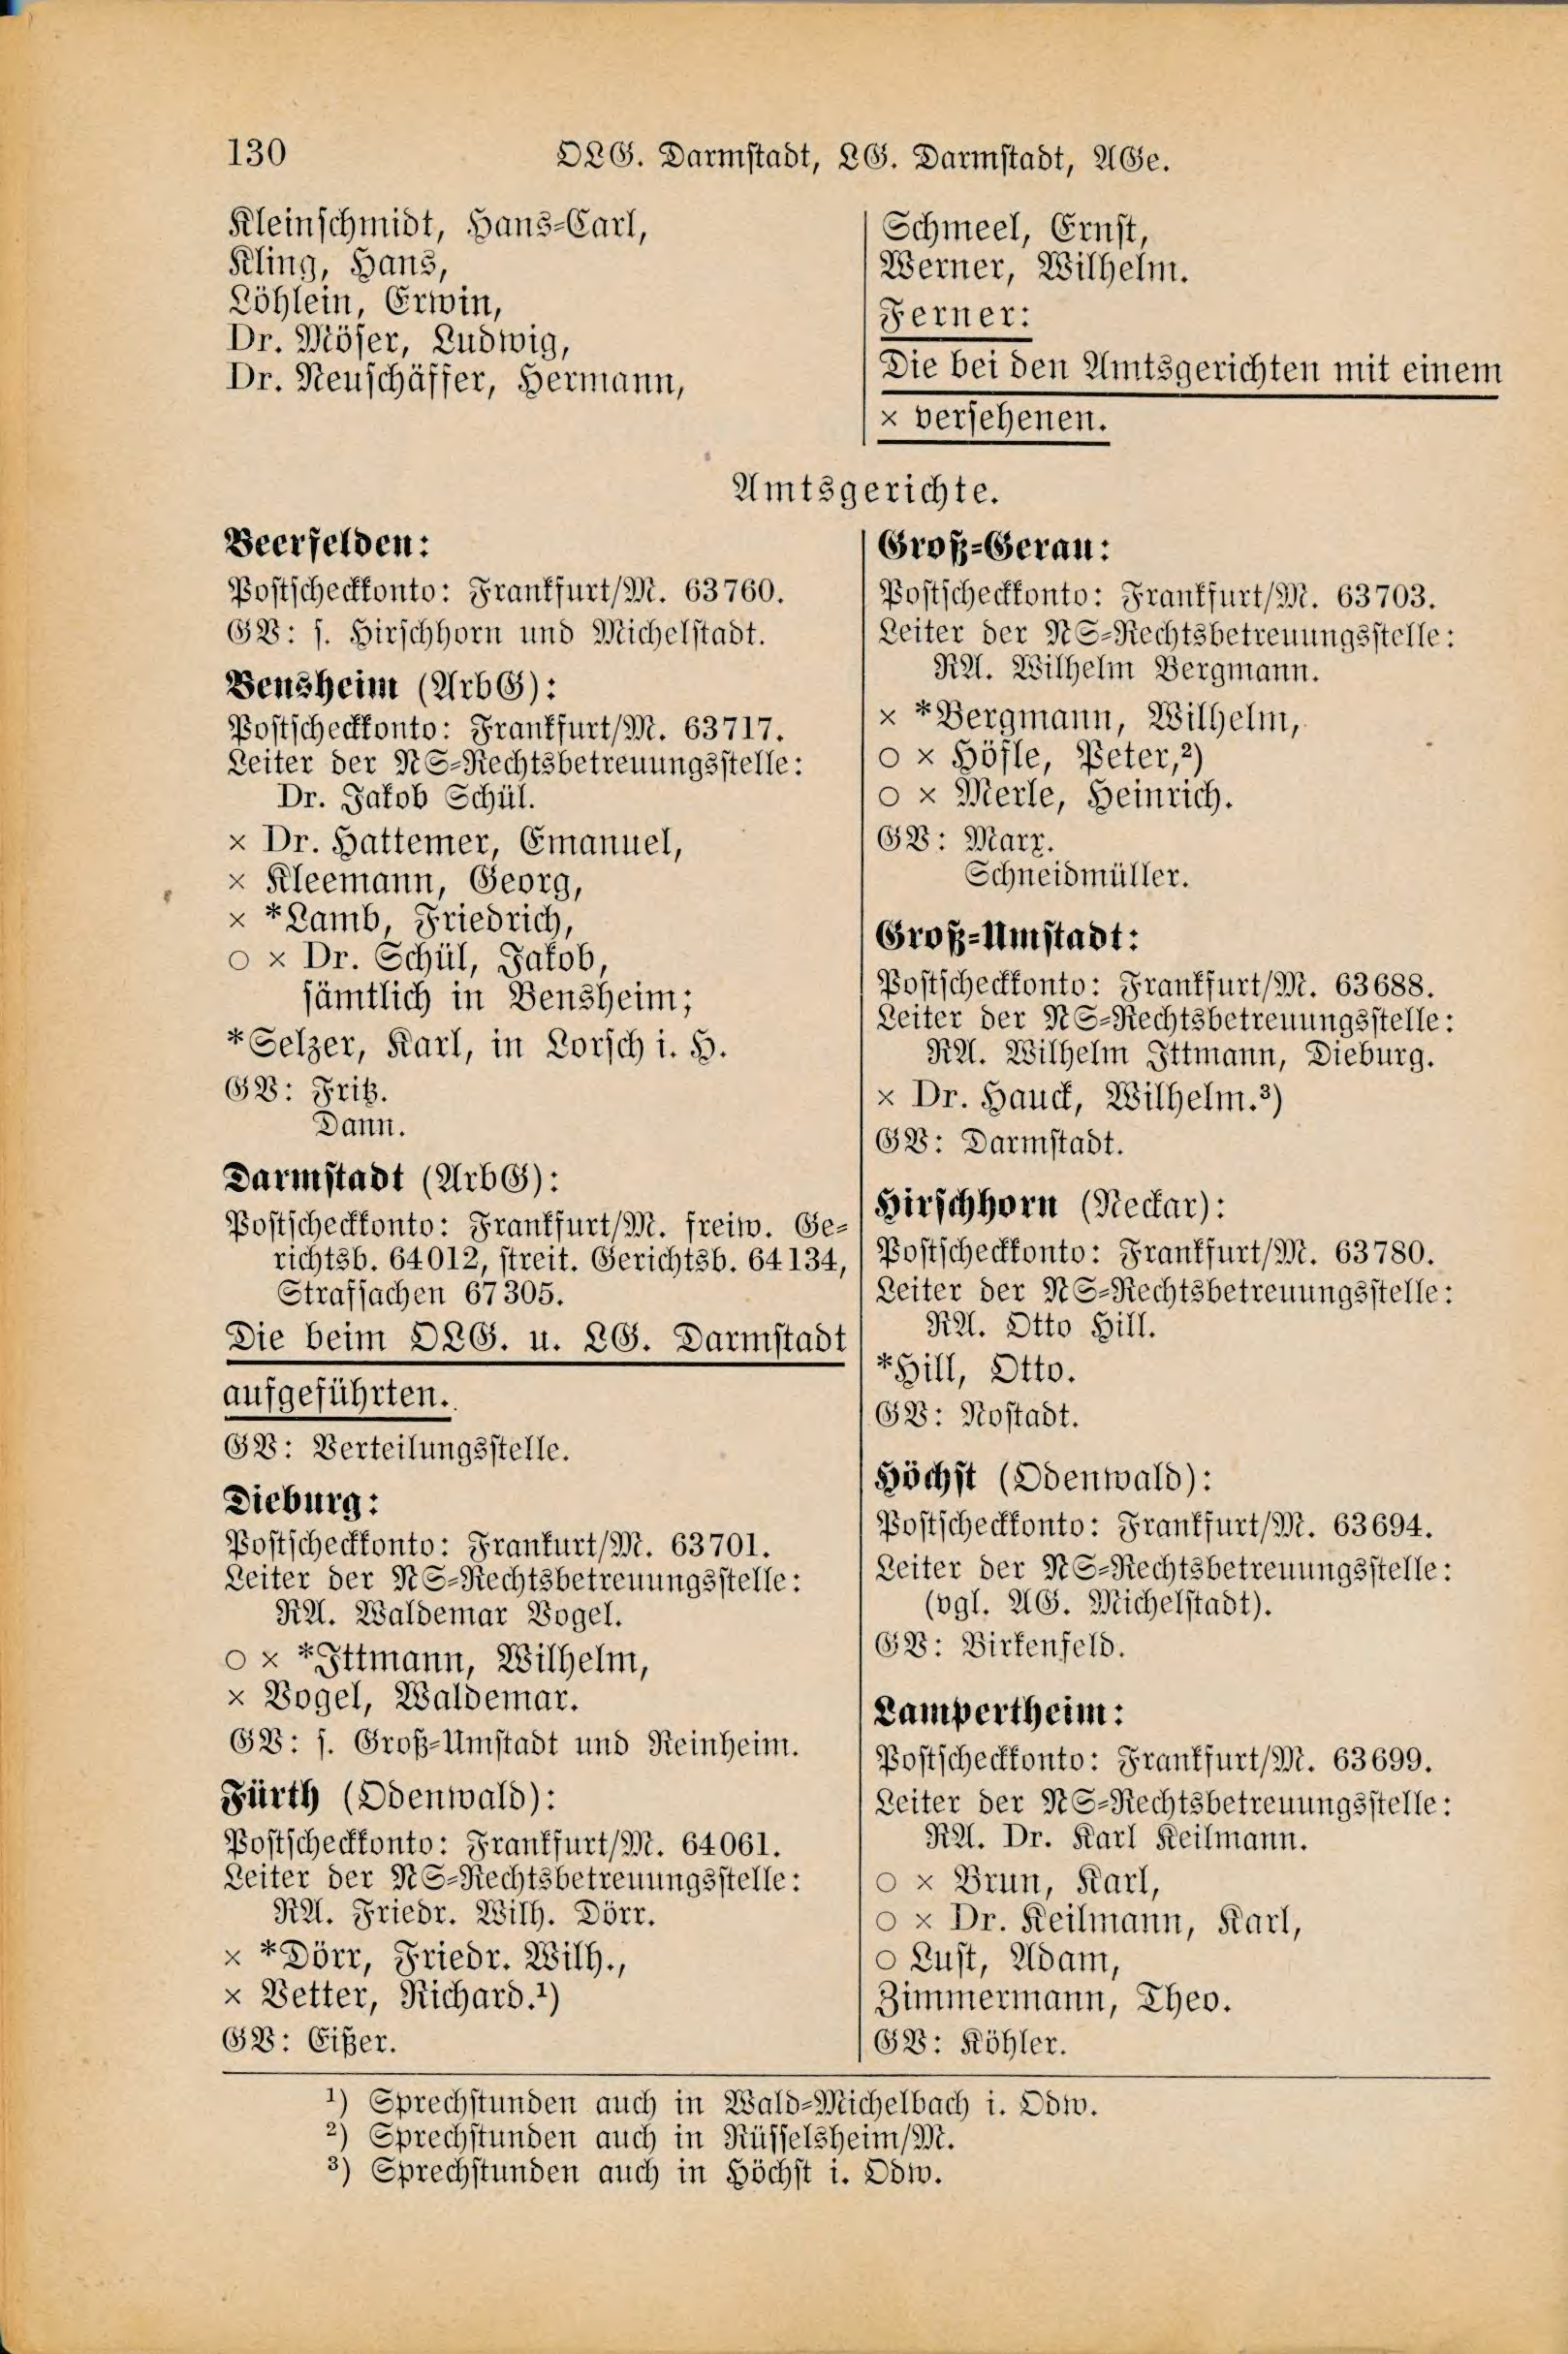 130
OLG. Darmstadt, LG. Darmstadt, AGe.
Kleinschmidt, Hans-Carl,
Kling, Hans,
Löhlein, Erwin,
Dr. Möser, Ludwig,
Dr. Neuschäffer, Hermann,
Schmeel, Ernst,
Werner, Wilhelm.
Ferner:
Die bei den Amtsgerichten mit einem
× versehenen.
Amtsgerichte.
Beerfelden:
Postscheckkonto: Frankfurt/M. 63760.
GV: s. Hirschhorn und Michelstadt.
Bensheim (ArbG):
Postscheckkonto: Frankfurt/M. 63717.
Leiter der NS-Rechtsbetreuungsstelle:
Dr. Jakob Schül.
× Dr. Hattemer, Emanuel,
× Kleemann, Georg,
× *Lamb, Friedrich,
○ × Dr. Schül, Jakob,
sämtlich in Bensheim;
*Selzer, Karl, in Lorsch i. H.
GV: Fritz.
Dann.
Darmstadt (ArbG):
Postscheckkonto: Frankfurt/M. freiw. Ge-
richtsb. 64012, streit. Gerichtsb. 64134,
Strafsachen 67305.
Die beim OLG. u. LG. Darmstadt
aufgeführten.
GV: Verteilungsstelle.
Dieburg:
Postscheckkonto: Frankurt/M. 63701.
Leiter der NS-Rechtsbetreuungsstelle:
RA. Waldemar Vogel.
○ × *Ittmann, Wilhelm,
× Vogel, Waldemar.
GV: s. Groß-Umstadt und Reinheim.
Fürth (Odenwald):
Postscheckkonto: Frankfurt/M. 64061.
Leiter der NS-Rechtsbetreuungsstelle:
RA. Friedr. Wilh. Dörr.
× *Dörr, Friedr. Wilh.,
× Vetter, Richard.¹)
GV: Eißer.
Groß-Gerau:
Postscheckkonto: Frankfurt/M. 63703.
Leiter der NS-Rechtsbetreuungsstelle:
RA. Wilhelm Bergmann.
× *Bergmann, Wilhelm,
○ × Höfle, Peter,²)
○ × Merle, Heinrich.
GV: Marx.
Schneidmüller.
Groß-Umstadt:
Postscheckkonto: Frankfurt/M. 63688.
Leiter der NS-Rechtsbetreuungsstelle:
RA. Wilhelm Ittmann, Dieburg.
× Dr. Hauck, Wilhelm.³)
GV: Darmstadt.
Hirschhorn (Neckar):
Postscheckkonto: Frankfurt/M. 63780.
Leiter der NS-Rechtsbetreuungsstelle:
RA. Otto Hill.
*Hill, Otto.
GV: Nostadt.
Höchst (Odenwald):
Postscheckkonto: Frankfurt/M. 63694.
Leiter der NS-Rechtsbetreuungsstelle:
(vgl. AG. Michelstadt).
GV: Birkenfeld.
Lampertheim:
Postscheckkonto: Frankfurt/M. 63699.
Leiter der NS-Rechtsbetreuungsstelle:
RA. Dr. Karl Keilmann.
○ × Brun, Karl,
○ × Dr. Keilmann, Karl,
○ Lust, Adam,
Zimmermann, Theo.
GV: Köhler.
¹) Sprechstunden auch in Wald-Michelbach i. Odw.
²) Sprechstunden auch in Rüsselsheim/M.
³) Sprechstunden auch in Höchst i. Odw.